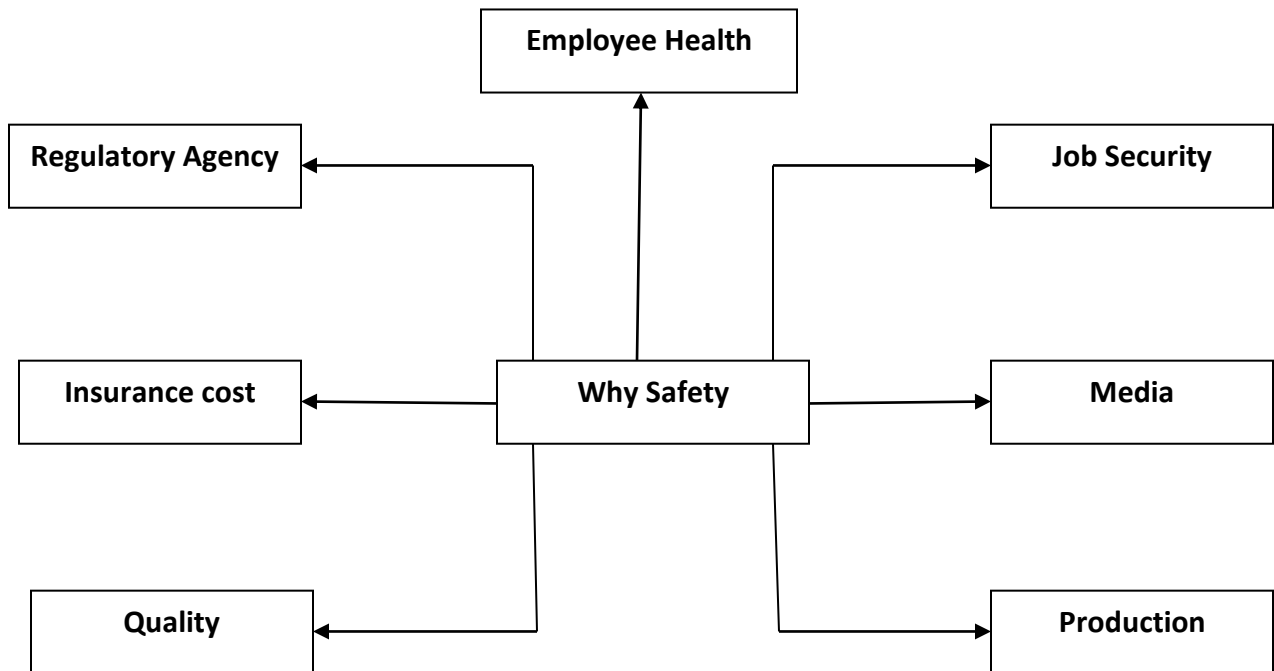 Employee Health
Regulatory Agency
Job Security
Insurance cost
Why Safety
Media
Quality
Production